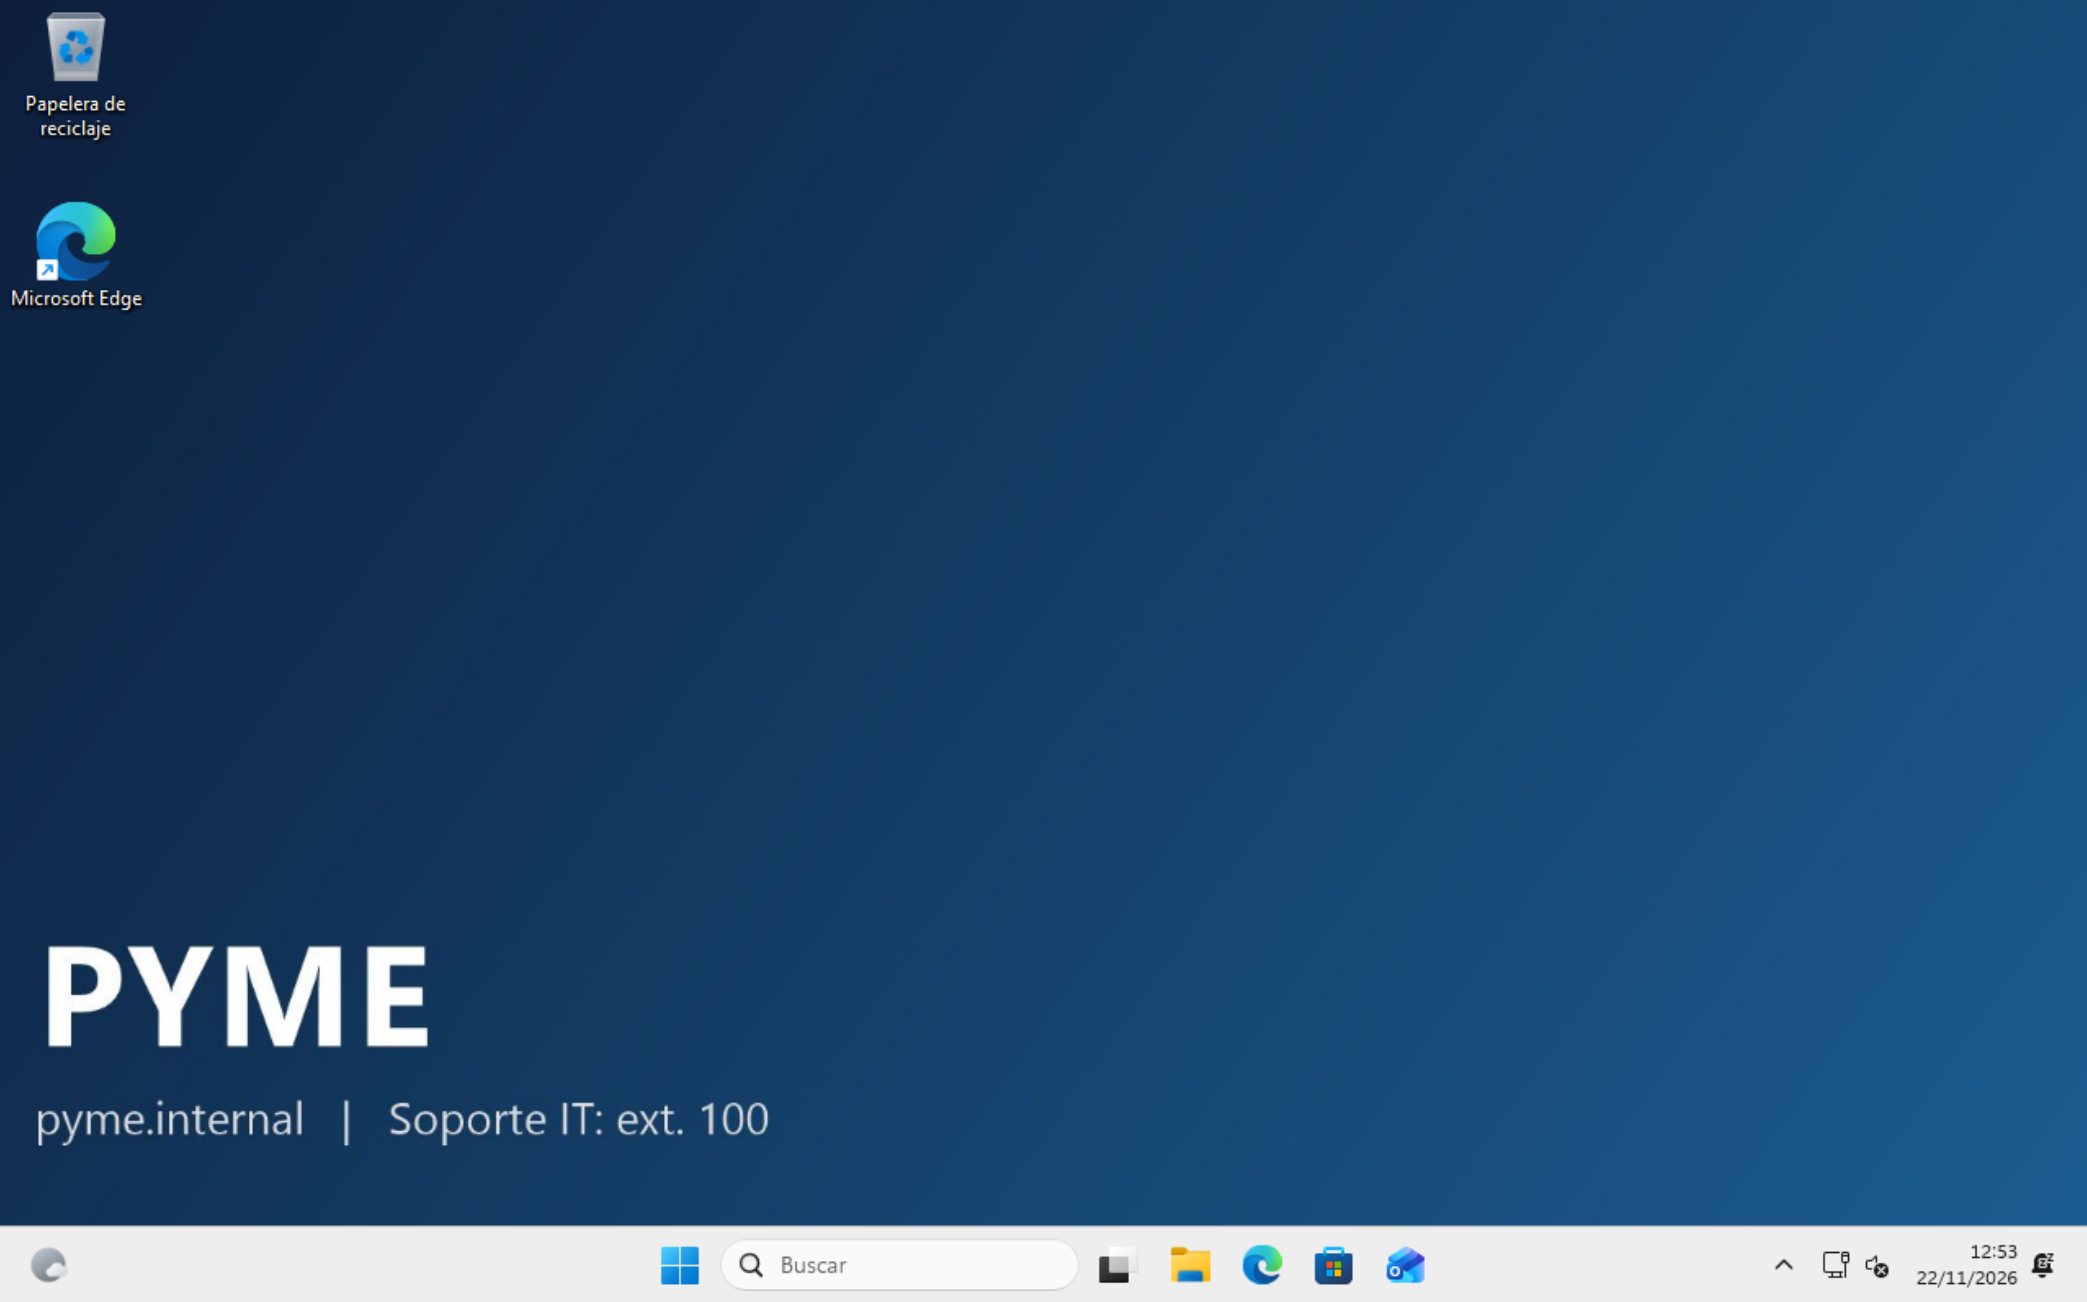 Papelera de
reciclaje
Microsoft Edge
PYME
pyme.internal | Soporte IT: ext. 100
Buscar
12:53
22/11/2026